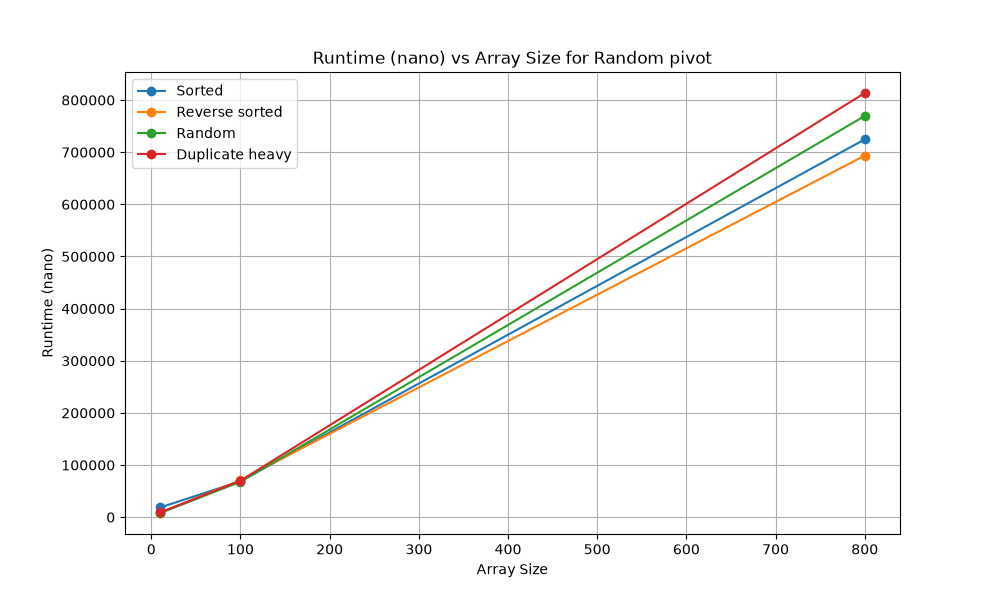 Runtime (nano) vs Array Size for Random pivot
Sorted
Reverse sorted
Random
Duplicate heavy
Runtime (nano)
800000
700000
600000
500000
400000
300000
200000
100000
0
0 100 200 300 400 500 600 700 800
Array Size